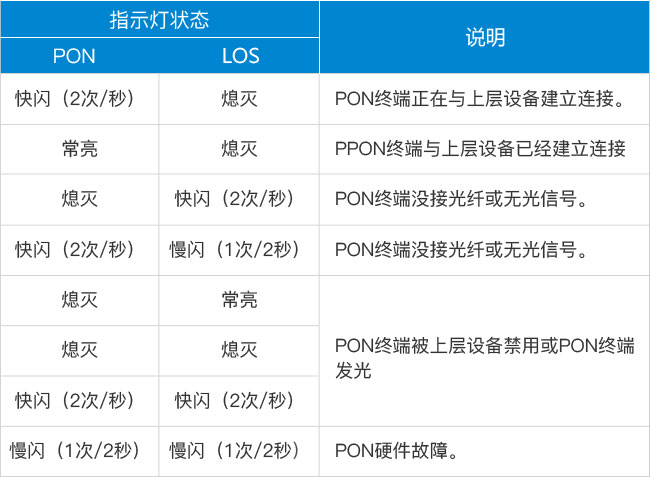 指示灯状态
说明
PON LOS
快闪（2次/秒） 熄灭 PON终端正在与上层设备建立连接。
常亮 熄灭 PPON终端与上层设备已经建立连接
熄灭 快闪（2次/秒） PON终端没接光纤或无光信号。
快闪（2次/秒） 慢闪（1次/2秒） PON终端没接光纤或无光信号。
熄灭 常亮
熄灭 熄灭
快闪（2次/秒） 快闪（2次/秒）
PON终端被上层设备禁用或PON终端
发光
慢闪（1次/2秒） 慢闪（1次/2秒） PON硬件故障。